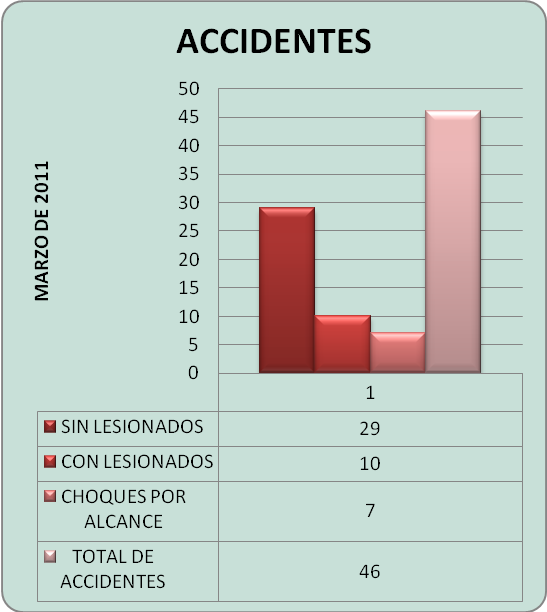 ACCIDENTES
MARZO DE 2011
50
45
40
35
30
25
20
15
10
5
0
1
SIN LESIONADOS 29
CON LESIONADOS 10
CHOQUES POR
ALCANCE 7
TOTAL DE
ACCIDENTES 46